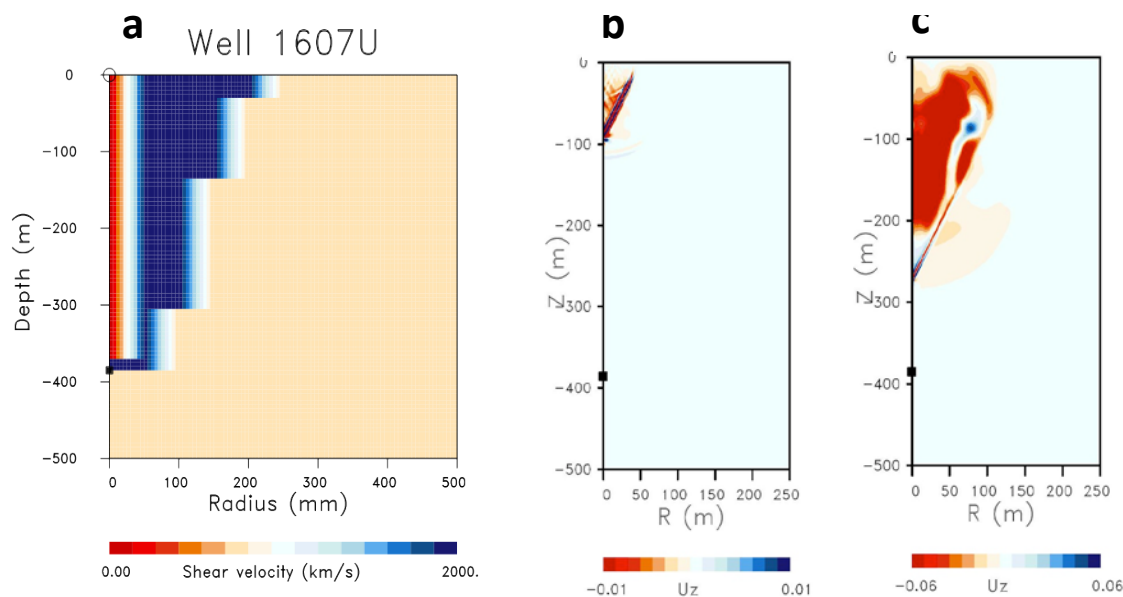 a
Well 1607U
0
-100
-200
-300
-400
-500
Depth (m)
0 100 200 300 400 500
Radius (mm)
0.00 Shear velocity (km/s) 2000.
b
0
-100
-200
-300
-400
-500
Z (m)
0 50 100 150 200 250
R (m)
-0.01 Uz 0.01
c
0
-100
-200
-300
-400
-500
Z (m)
0 50 100 150 200 250
R (m)
-0.06 Uz 0.06